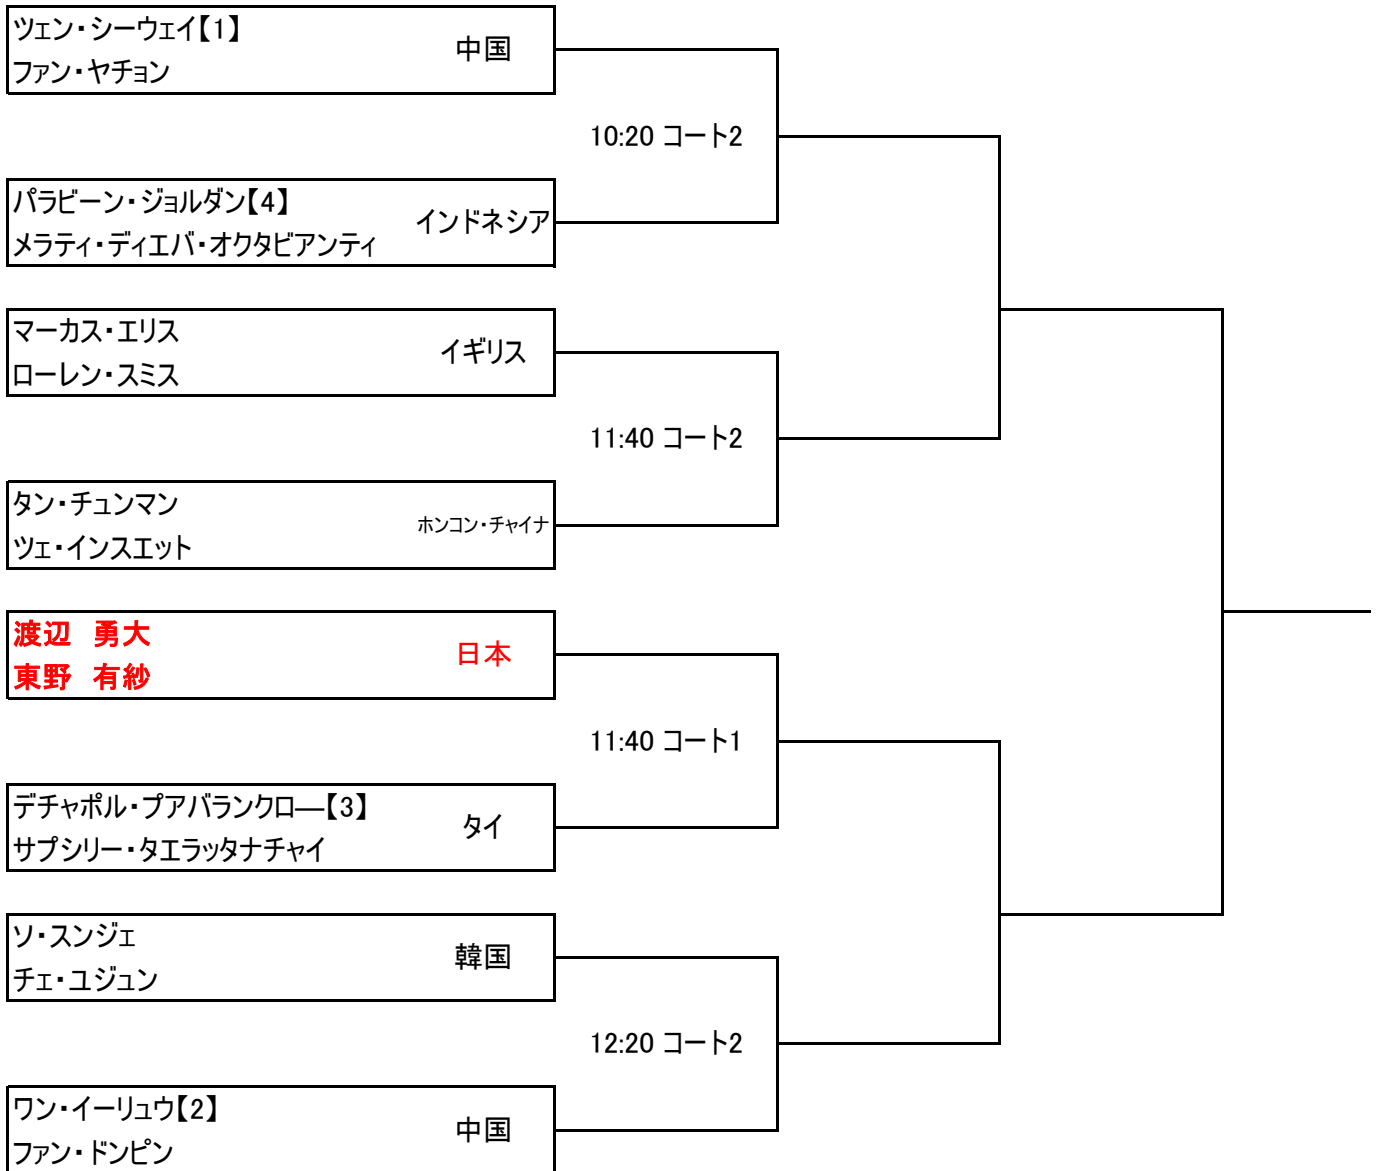 ツェン・シーウェイ【1】
ファン・ヤチョン
中国
10:20 コート2
パラビーン・ジョルダン【4】
メラティ・ディエバ・オクタビアンティ
インドネシア
マーカス・エリス
ローレン・スミス
イギリス
11:40 コート2
タン・チュンマン
ツェ・インスエット
ホンコン・チャイナ
渡辺　勇大
東野　有紗
日本
11:40 コート1
デチャポル・プアバランクロ―【3】
サプシリー・タエラッタナチャイ
タイ
ソ・スンジェ
チェ・ユジュン
韓国
12:20 コート2
ワン・イーリュウ【2】
ファン・ドンピン
中国